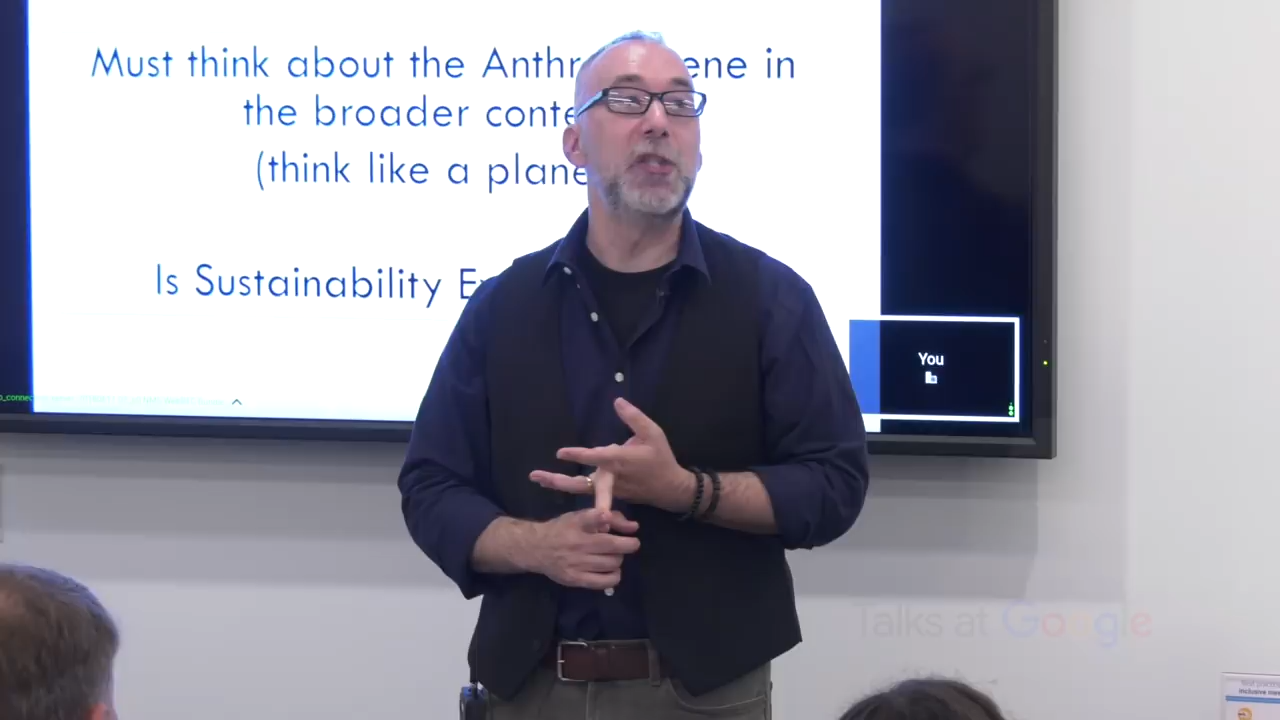 Must think about the Anthr ene in
the broader conte
(think like a plane
Is Sustainability E
You
Talks at Google
inclusive